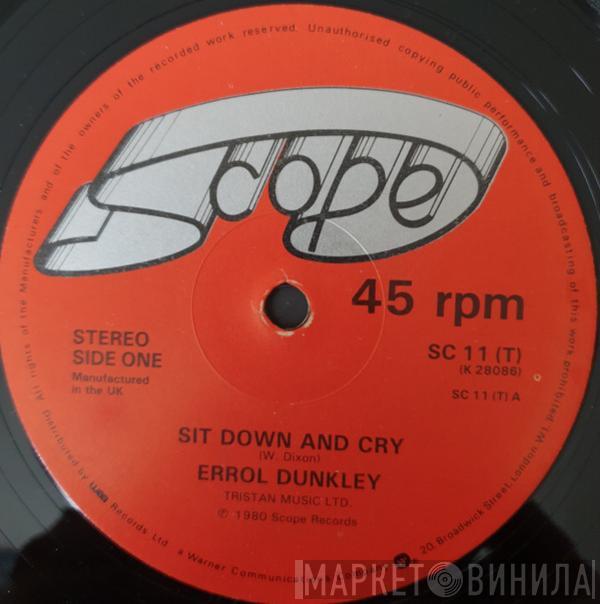 All rights of the Manufacturers and of the owners of the recorded work reserved. Unauthorised copying public performance and broadcasting of this work prohibited.
Scope
45 rpm
STEREO
SIDE ONE
Manufactured
in the UK
SC 11 (T)
(K 28086)
SC 11 (T) A
SIT DOWN AND CRY
(W. Dixon)
ERROL DUNKLEY
TRISTAN MUSIC LTD.
℗ 1980 Scope Records
Distributed by wea Records Ltd. a Warner Communications Company 20, Broadwick Street, London W1.
МАРКЕТ ВИНИЛА